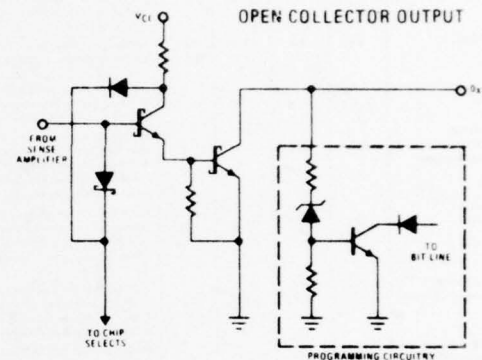 OPEN COLLECTOR OUTPUT
VCC
FROM
SENSE
AMPLIFIER
TO
BIT LINE
TO CHIP
SELECTS
PROGRAMMING CIRCUITRY